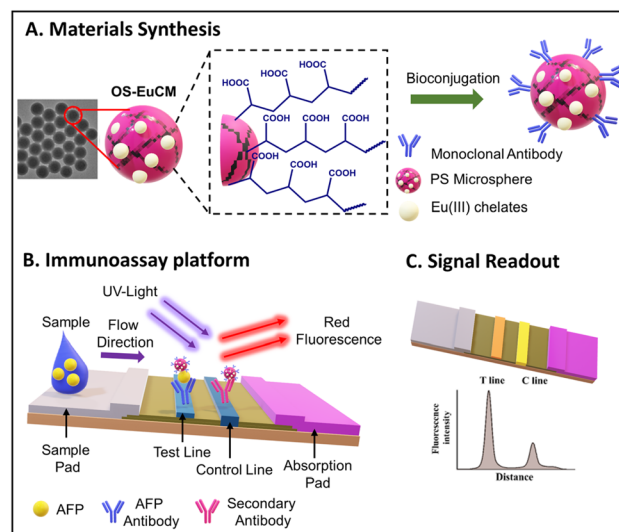 A. Materials Synthesis
OS-EuCM
HOOC
HOOC
HOOC
COOH
COOH
COOH
COOH
COOH
COOH
Bioconjugation
Monoclonal Antibody
PS Microsphere
Eu(III) chelates
B. Immunoassay platform
UV-Light
Sample
Flow
Direction
Red
Fluorescence
Sample
Pad
Test Line
Control Line
Absorption
Pad
AFP
AFP
Antibody
Secondary
Antibody
C. Signal Readout
T line
C line
Fluorescence
intensity
Distance